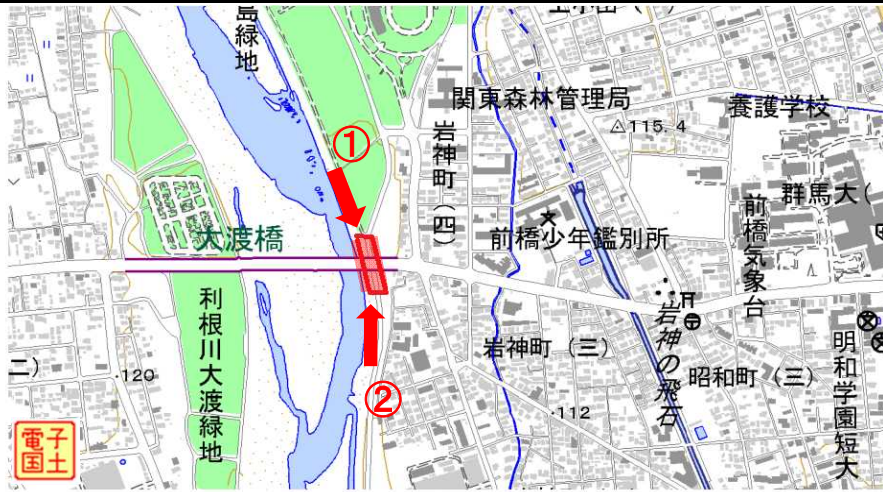 島緑地
関東森林管理局
養護学校
115.4
①
岩神町(四)
群馬大(
大渡橋
前橋少年鑑別所
前橋気象台
利根川大渡緑地
岩神の飛石
岩神町(三)
昭和町(三)
明和学園短大
二)
120
②
112
電子国土